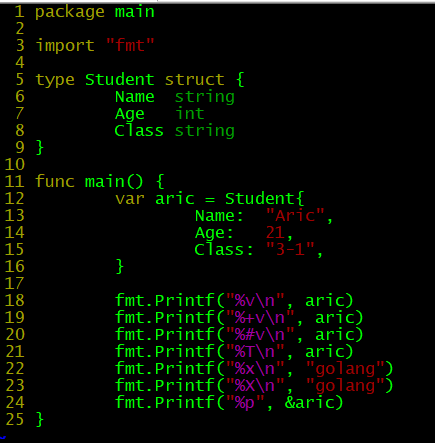 1 package main
2
3 import "fmt"
4
5 type Student struct {
6         Name  string
7         Age   int
8         Class string
9 }
10
11 func main() {
12         var aric = Student{
13                 Name:  "Aric",
14                 Age:   21,
15                 Class: "3-1",
16         }
17
18         fmt.Printf("%v\n", aric)
19         fmt.Printf("%+v\n", aric)
20         fmt.Printf("%#v\n", aric)
21         fmt.Printf("%T\n", aric)
22         fmt.Printf("%x\n", "golang")
23         fmt.Printf("%X\n", "golang")
24         fmt.Printf("%p", &aric)
25 }